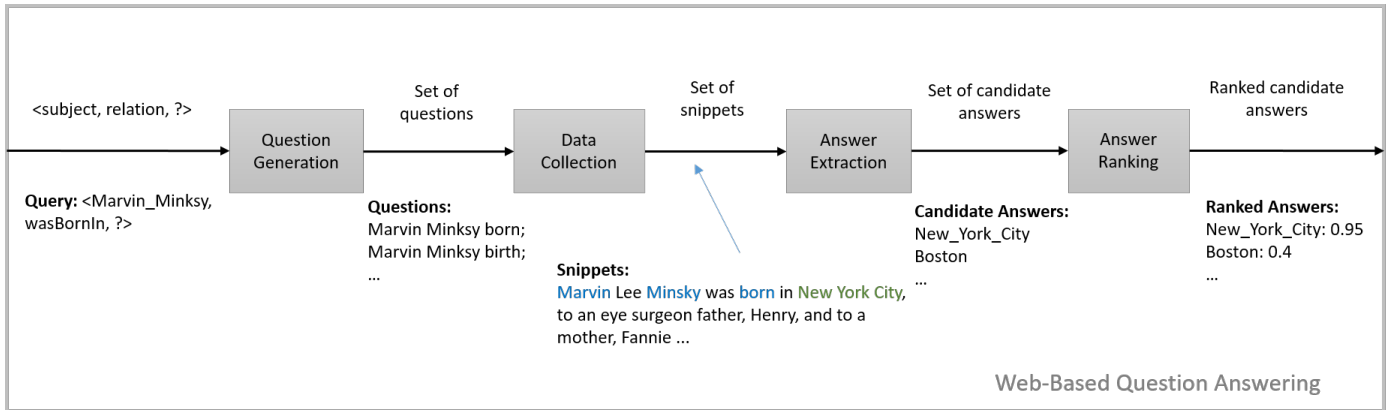 <subject, relation, ?>
Query: <Marvin_Minksy,
wasBornIn, ?>
Question
Generation
Set of
questions
Questions:
Marvin Minksy born;
Marvin Minksy birth;
...
Data
Collection
Set of
snippets
Snippets:
Marvin Lee Minsky was born in New York City,
to an eye surgeon father, Henry, and to a
mother, Fannie ...
Answer
Extraction
Set of candidate
answers
Candidate Answers:
New_York_City
Boston
...
Answer
Ranking
Ranked candidate
answers
Ranked Answers:
New_York_City: 0.95
Boston: 0.4
...
Web-Based Question Answering